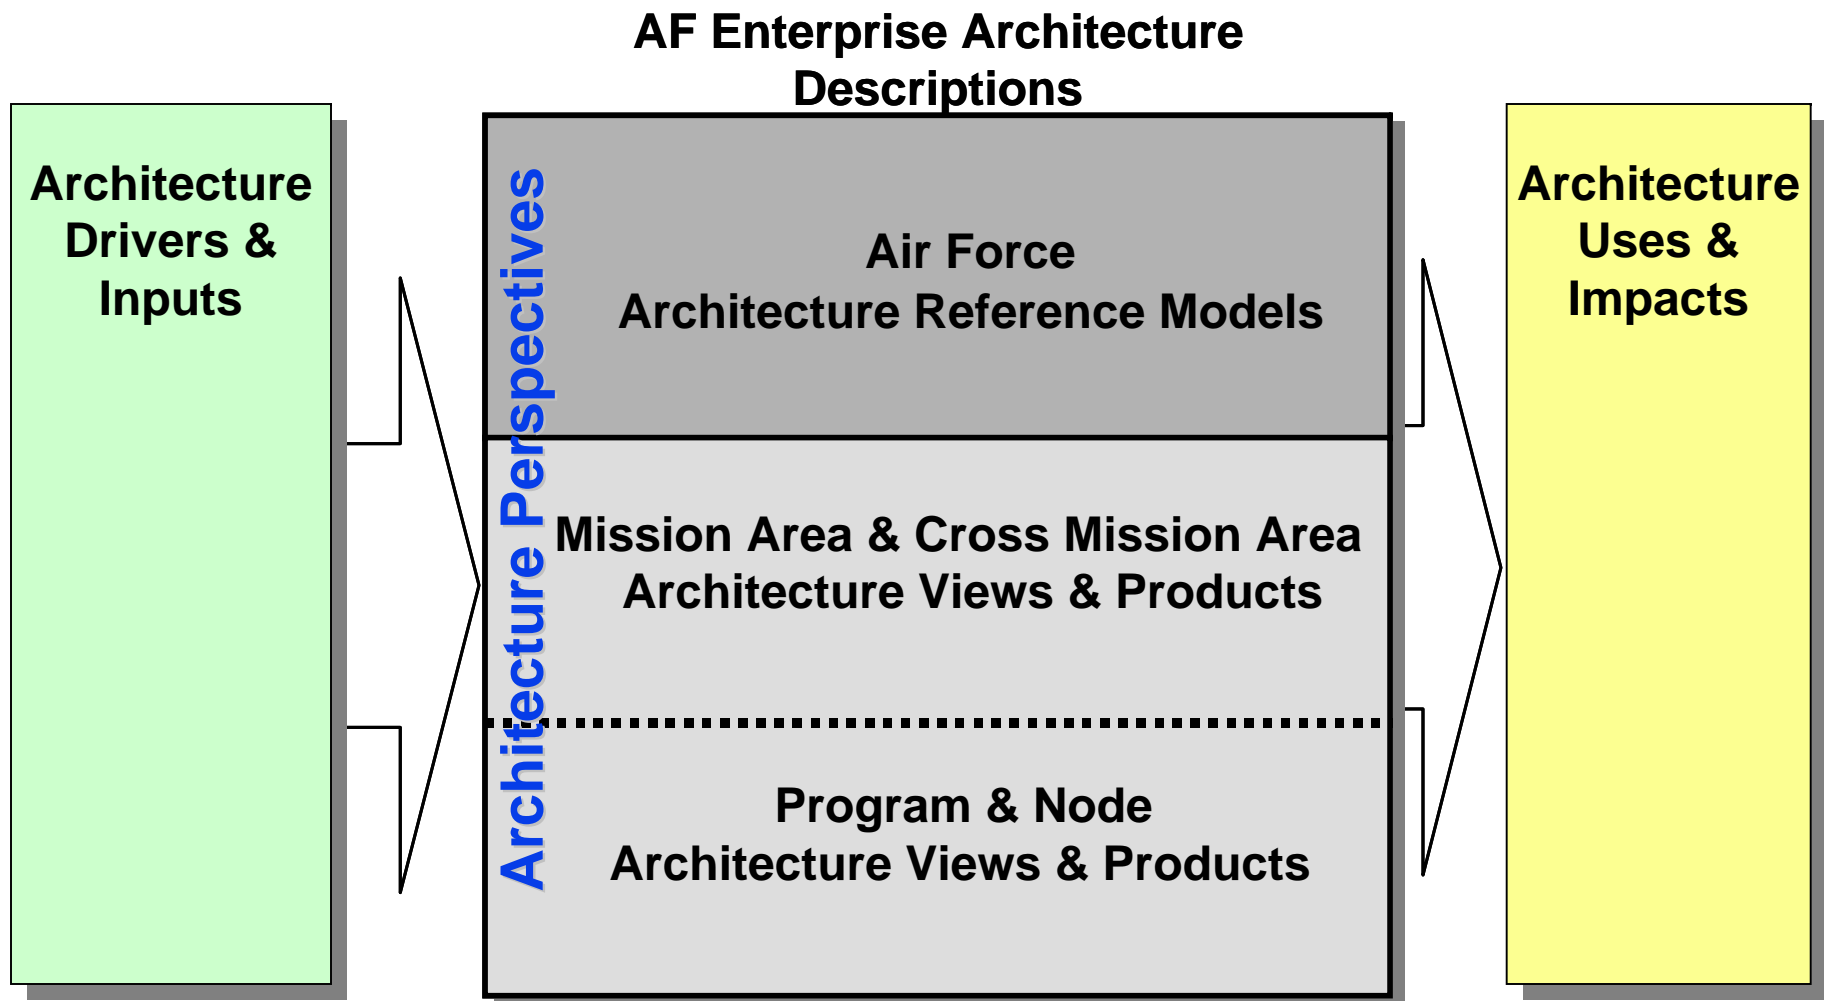 AF Enterprise Architecture
Descriptions
Architecture
Drivers &
Inputs
Architecture Perspectives
Air Force
Architecture Reference Models
Mission Area & Cross Mission Area
Architecture Views & Products
Program & Node
Architecture Views & Products
Architecture
Uses &
Impacts